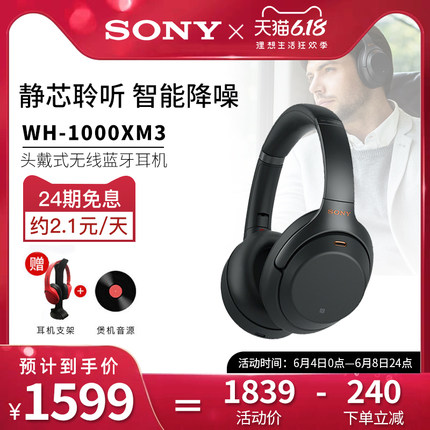 SONY × 天猫6.18
理想生活狂欢季
静芯聆听 智能降噪
WH-1000XM3
头戴式无线蓝牙耳机
24期免息
约2.1元/天
赠
+
耳机支架
煲机音源
SONY
活动时间：6月4日0点—6月8日24点
预计到手价
¥1599 = 1839 - 240
活动价 下单立减